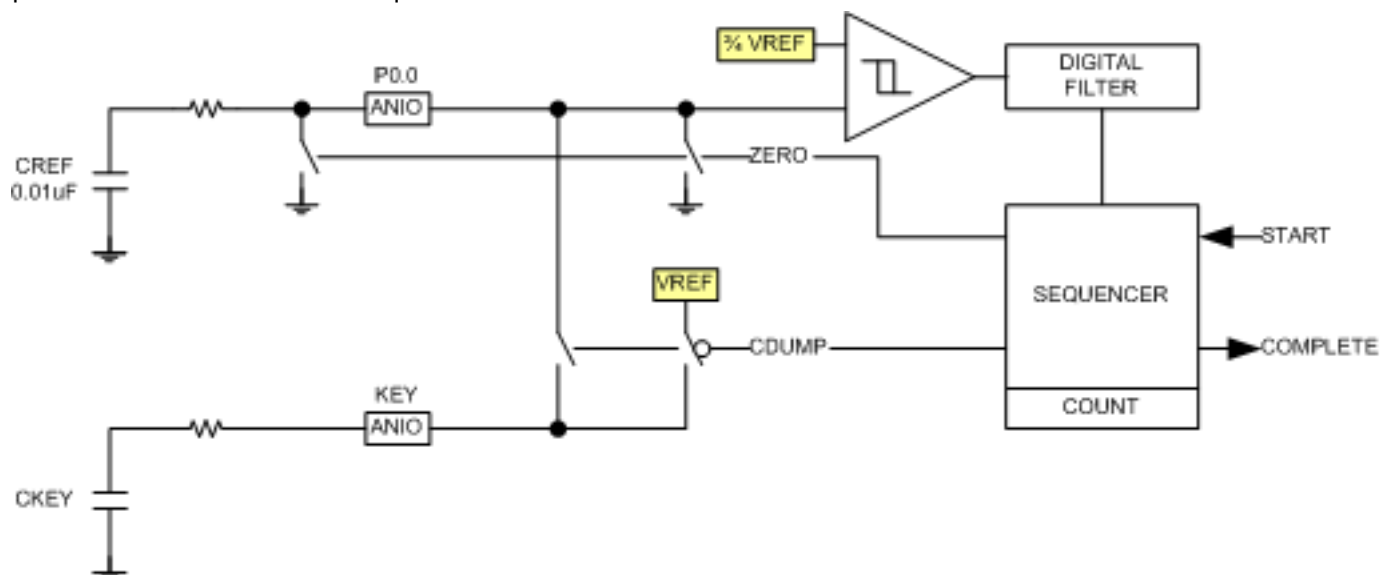 ¾ VREF
DIGITAL
FILTER
P0.0
ANIO
CREF
0.01uF
ZERO
START
VREF
SEQUENCER
CDUMP
COMPLETE
KEY
ANIO
COUNT
CKEY